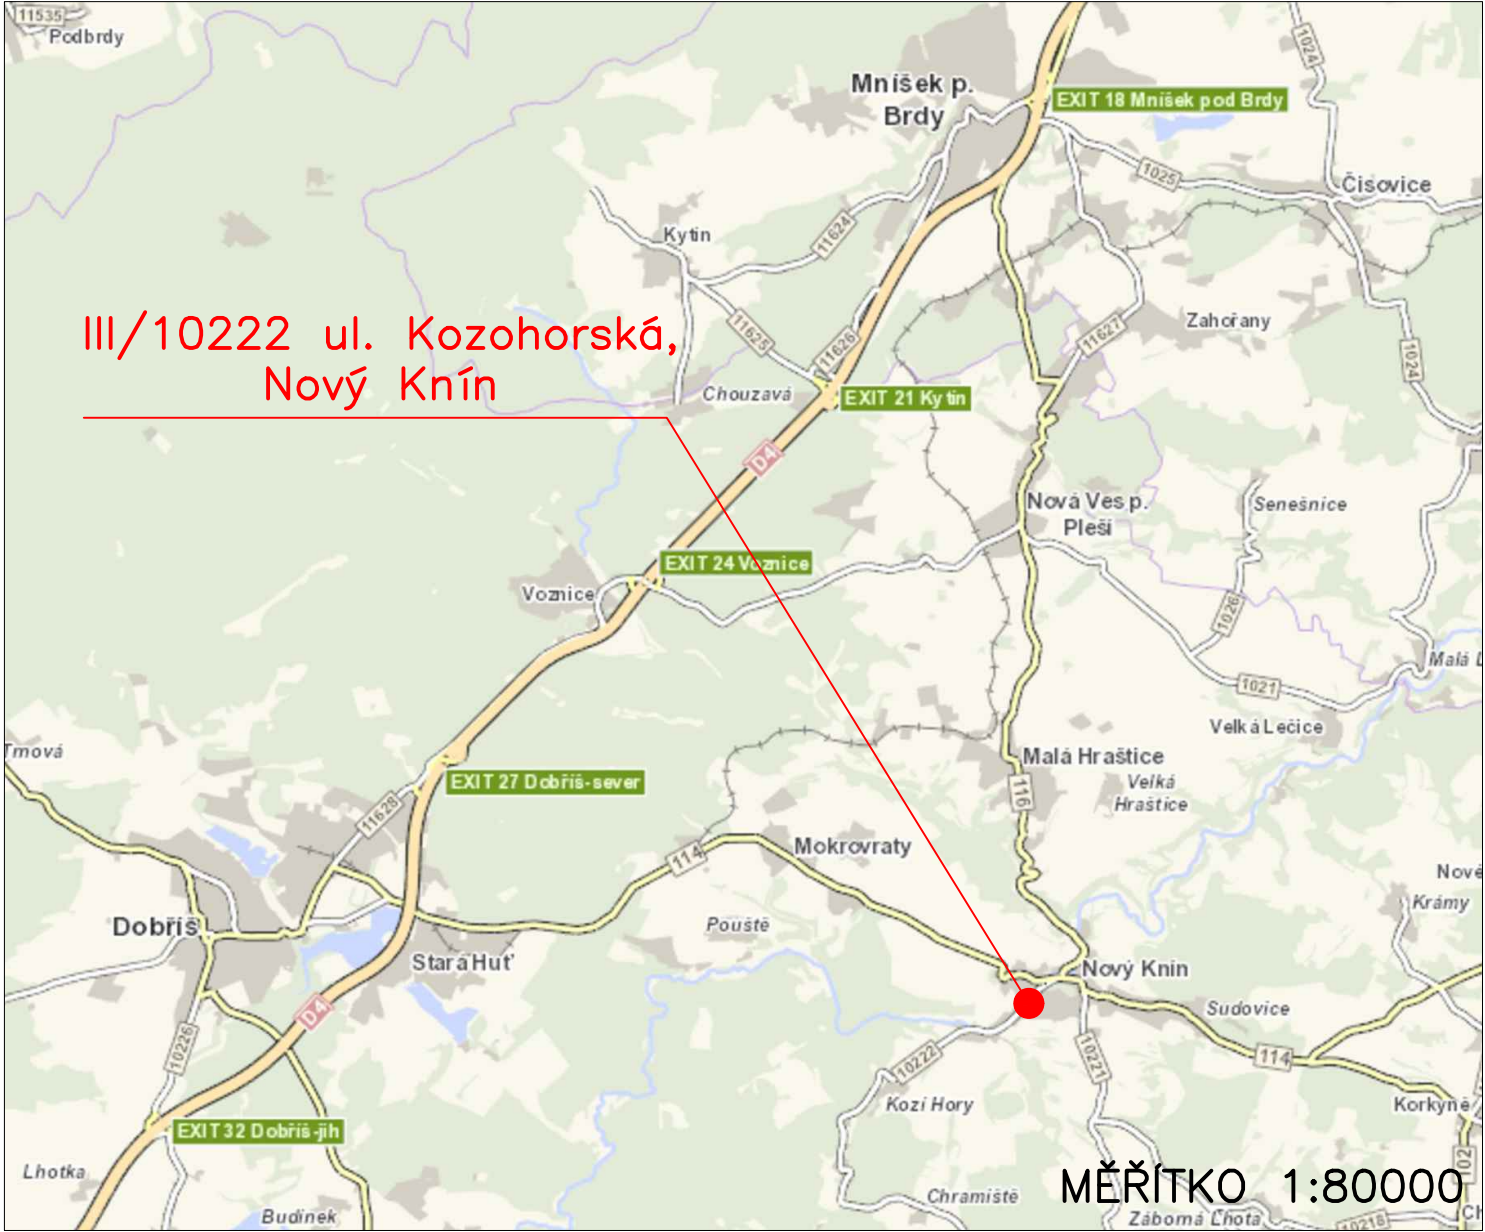 11535
Podbrdy
1024
Mníšek p.
Brdy
EXIT 18 Mníšek pod Brdy
1025
Čisovice
Kytín
11624
III/10222 ul. Kozohorská,
Nový Knín
11625
11626
11627
Zahořany
1024
Chouzavá
EXIT 21 Kytín
D4
Nová Ves p.
Pleší
Senešnice
EXIT 24 Voznice
Voznice
1026
Malá L
1021
Velká Lečice
Trnová
Malá Hraštice
Velká
Hraštice
116
EXIT 27 Dobříš-sever
11628
114
Mokrovraty
Nové
Krámy
Dobříš
Pouště
Stará Huť
Nový Knín
Sudovice
D4
10226
10222
10221
114
Kozí Hory
Korkyně
EXIT 32 Dobříš-jih
Lhotka
102
MĚŘÍTKO 1:80000
Chramiště
Budínek
Záborná Lhota
10218
Ch